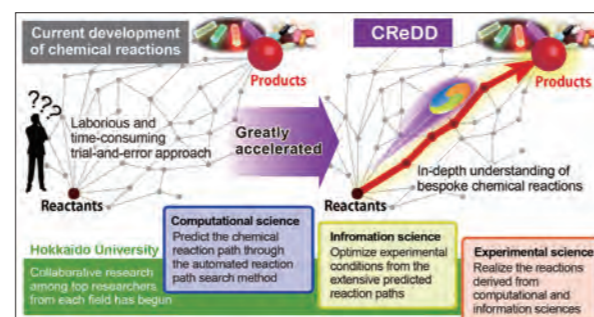 Current development
of chemical reactions
Products
???
Laborious and
time-consuming
trial-and-error approach
Reactants
Greatly
accelerated
CReDD
Products
In-depth understanding of
bespoke chemical reactions
Reactants
Hokkaido University
Collaborative research
among top researchers
from each field has begun
Computational science
Predict the chemical
reaction path through
the automated reaction
path search method
Infromation science
Optimize experimental
conditions from the
extensive predicted
reaction paths
Experimental science
Realize the reactions
derived from
computational and
information sciences